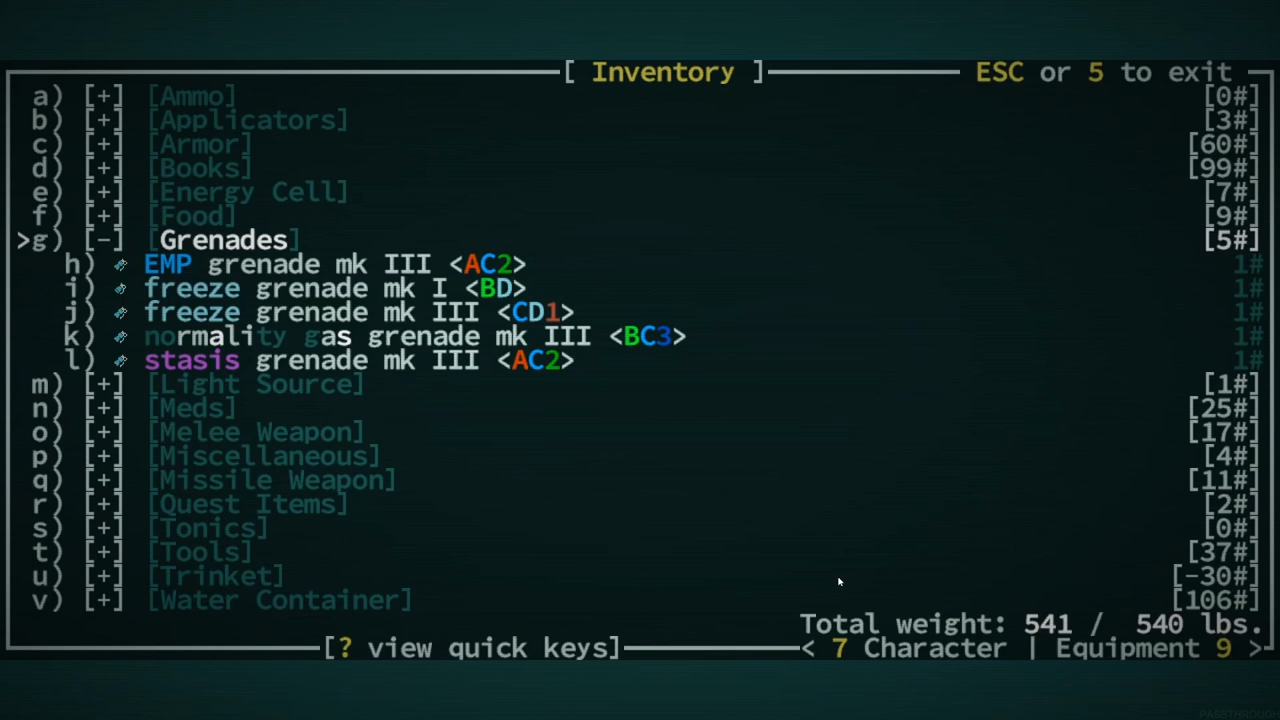 [ Inventory ] ESC or 5 to exit
a) [+] [Ammo] [0#]
b) [+] [Applicators] [3#]
c) [+] [Armor] [60#]
d) [+] [Books] [99#]
e) [+] [Energy Cell] [7#]
f) [+] [Food] [9#]
>g) [-] [Grenades] [5#]
h) EMP grenade mk III <AC2> 1#
i) freeze grenade mk I <BD> 1#
j) freeze grenade mk III <CD1> 1#
k) normality gas grenade mk III <BC3> 1#
l) stasis grenade mk III <AC2> 1#
m) [+] [Light Source] [1#]
n) [+] [Meds] [25#]
o) [+] [Melee Weapon] [17#]
p) [+] [Miscellaneous] [4#]
q) [+] [Missile Weapon] [11#]
r) [+] [Quest Items] [2#]
s) [+] [Tonics] [0#]
t) [+] [Tools] [37#]
u) [+] [Trinket] [-30#]
v) [+] [Water Container] [106#]
Total weight: 541 / 540 lbs.
[? view quick keys] < 7 Character | Equipment 9 >